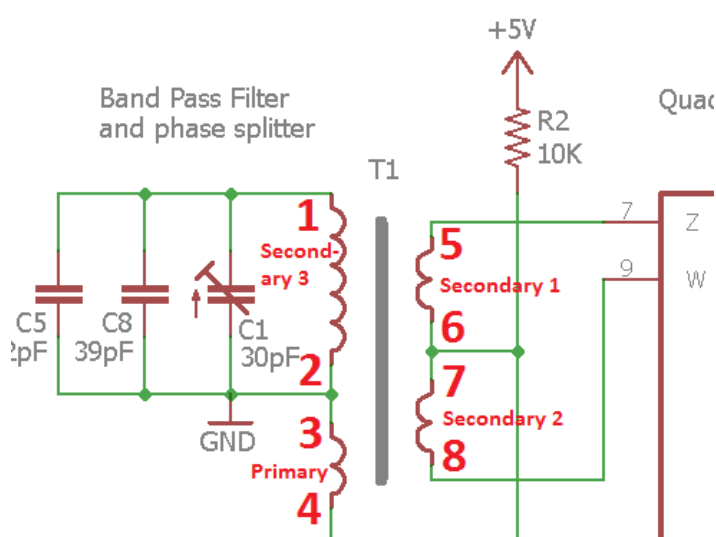 +5V
Band Pass Filter
and phase splitter
Quad
R2
10K
T1
1
Second-
ary 3
5
7
Z
Secondary 1
9
W
6
C5
2pF
C8
39pF
C1
30pF
2
7
GND
3
Secondary 2
Primary
8
4